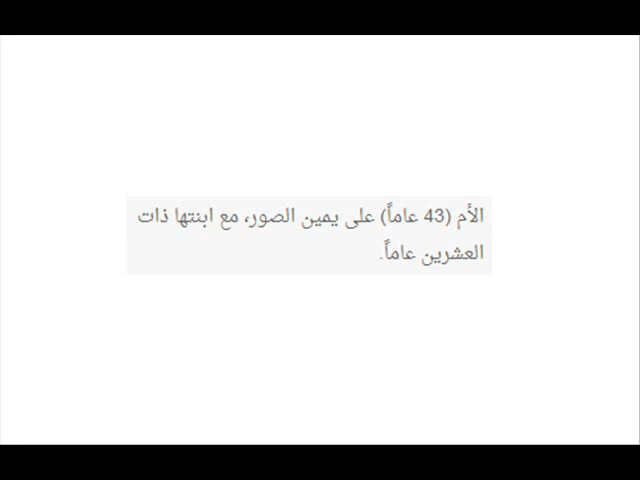 الأم (43 عاماً) على يمين الصور، مع ابنتها ذات
العشرين عاماً.